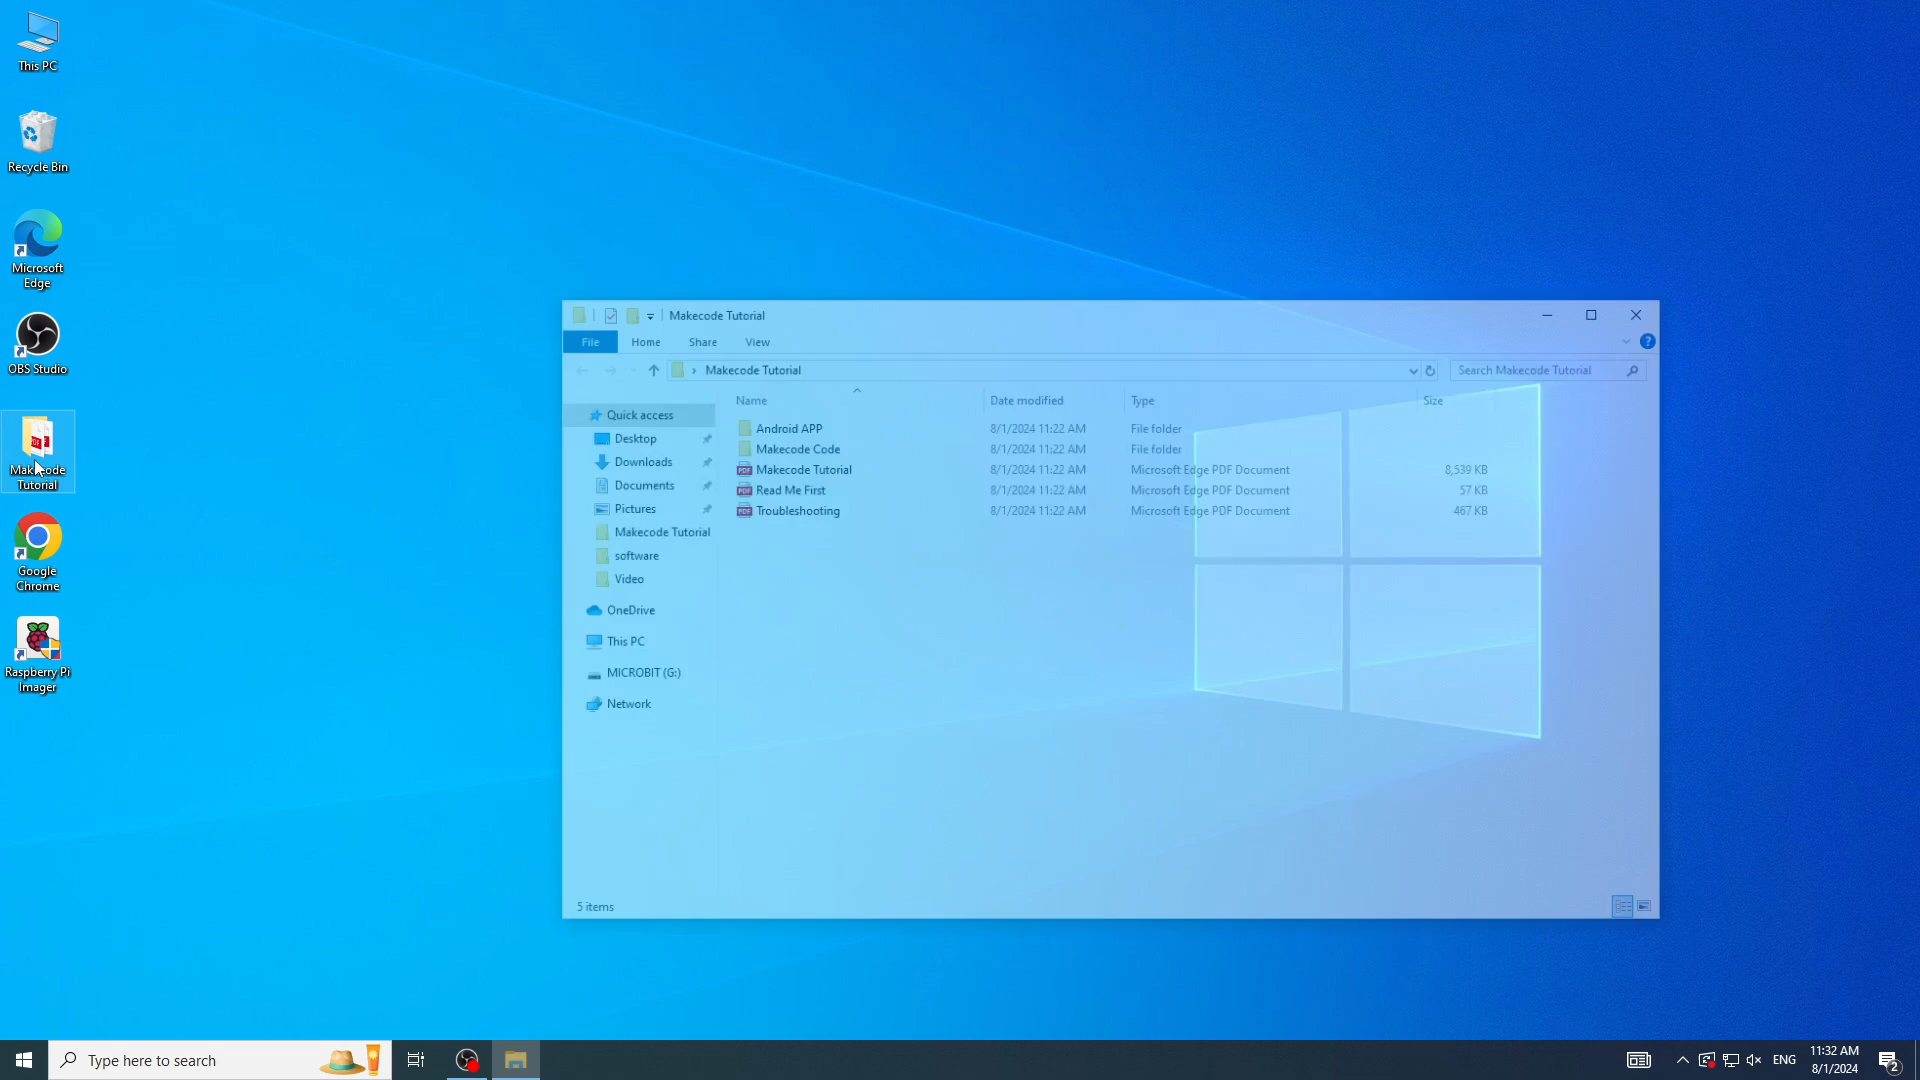 This PC
Recycle Bin
Microsoft
Edge
OBS Studio
Makecode
Tutorial
Google
Chrome
Raspberry Pi
Imager
Makecode Tutorial
File Home Share View
Makecode Tutorial
Search Makecode Tutorial
Quick access
Desktop
Downloads
Documents
Pictures
Makecode Tutorial
software
Video
OneDrive
This PC
MICROBIT (G:)
Network
Name Date modified Type Size
Android APP 8/1/2024 11:22 AM File folder
Makecode Code 8/1/2024 11:22 AM File folder
Makecode Tutorial 8/1/2024 11:22 AM Microsoft Edge PDF Document 8,539 KB
Read Me First 8/1/2024 11:22 AM Microsoft Edge PDF Document 57 KB
Troubleshooting 8/1/2024 11:22 AM Microsoft Edge PDF Document 467 KB
5 items
Type here to search
ENG
11:32 AM
8/1/2024
2